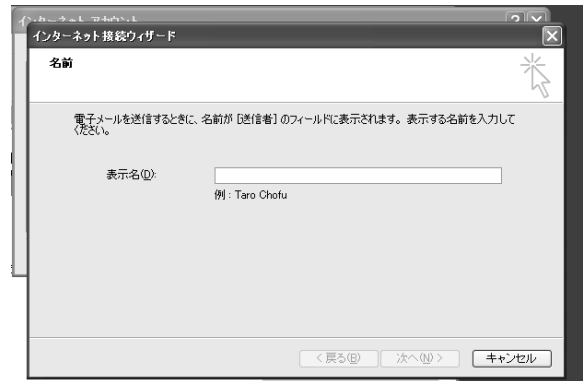 インターネット アカウント
インターネット接続ウィザード
名前
電子メールを送信するときに、名前が [送信者] のフィールドに表示されます。表示する名前を入力して
ください。
表示名(D):
例 : Taro Chofu
< 戻る(B)
次へ(N) >
キャンセル